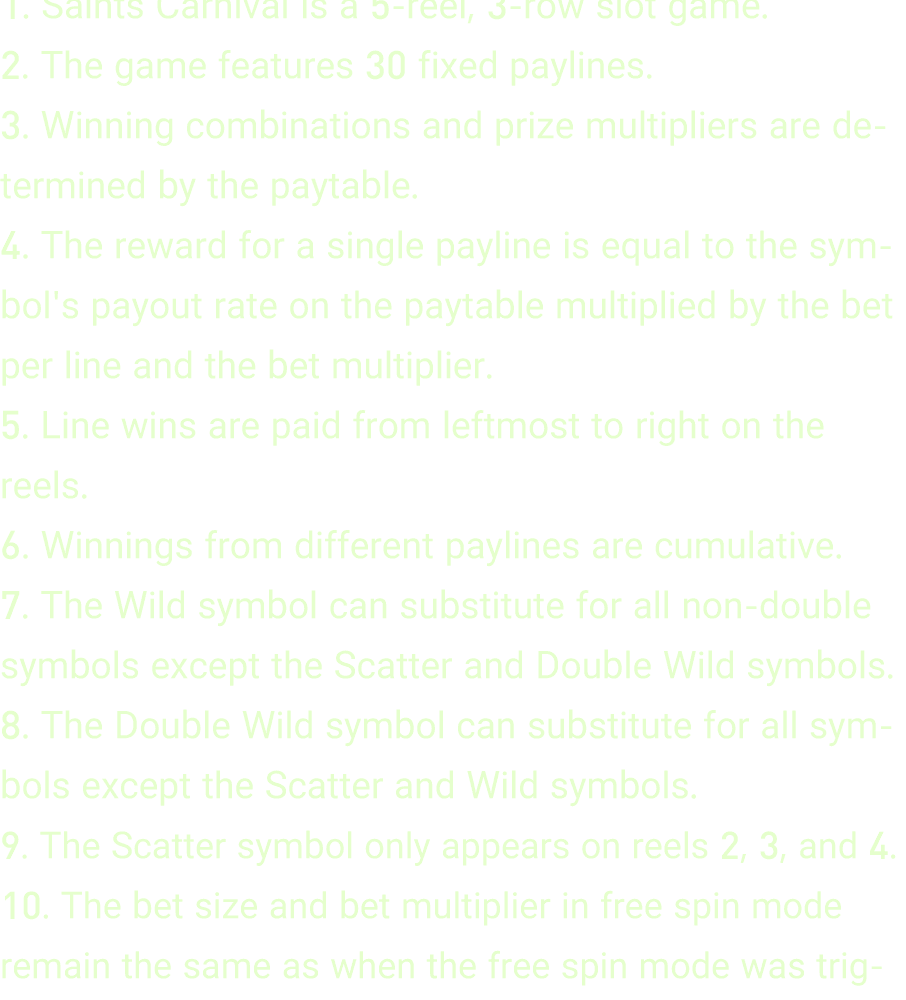 1. Saints Carnival is a 5-reel, 3-row slot game.
2. The game features 30 fixed paylines.
3. Winning combinations and prize multipliers are de-
termined by the paytable.
4. The reward for a single payline is equal to the sym-
bol's payout rate on the paytable multiplied by the bet
per line and the bet multiplier.
5. Line wins are paid from leftmost to right on the
reels.
6. Winnings from different paylines are cumulative.
7. The Wild symbol can substitute for all non-double
symbols except the Scatter and Double Wild symbols.
8. The Double Wild symbol can substitute for all sym-
bols except the Scatter and Wild symbols.
9. The Scatter symbol only appears on reels 2, 3, and 4.
10. The bet size and bet multiplier in free spin mode
remain the same as when the free spin mode was trig-